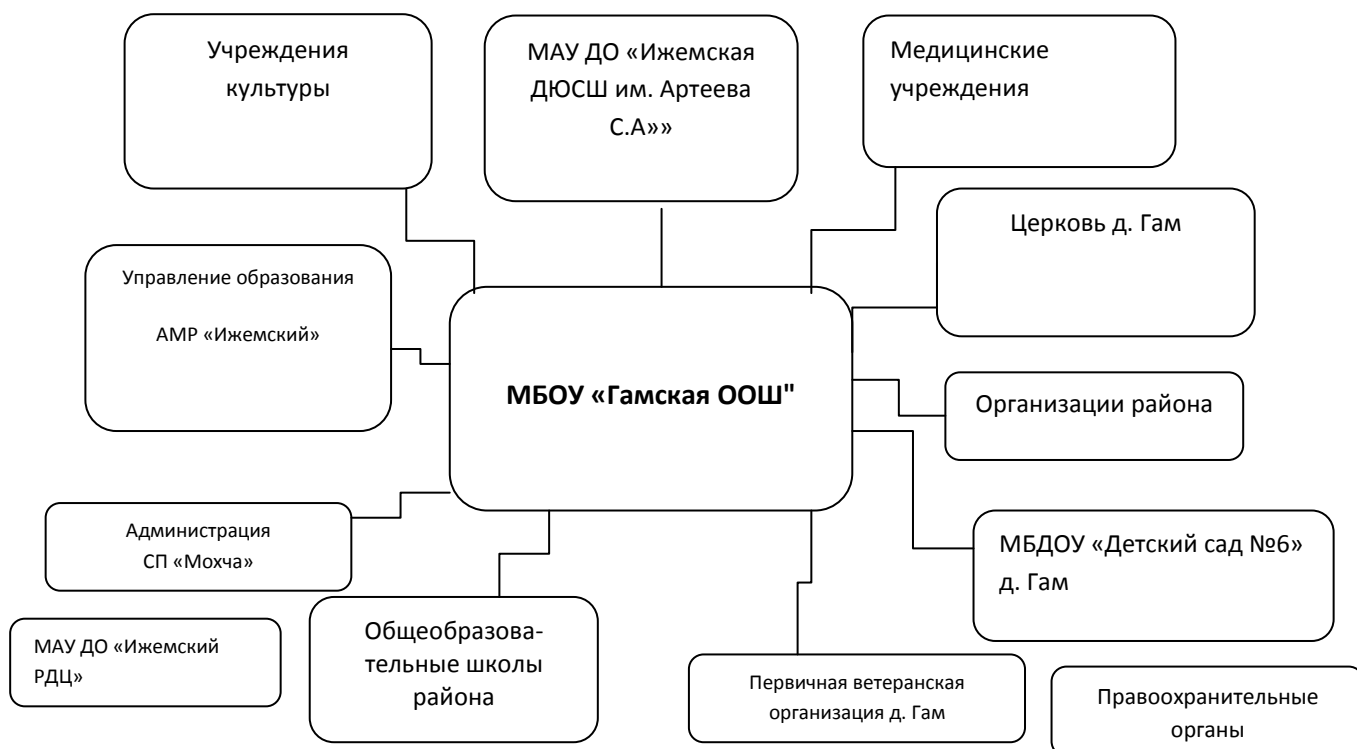 Учреждения
культуры
МАУ ДО «Ижемская
ДЮСШ им. Артеева
С.А»»
Медицинские
учреждения
Церковь д. Гам
Управление образования
АМР «Ижемский»
МБОУ «Гамская ООШ"
Организации района
Администрация
СП «Мохча»
МБДОУ «Детский сад №6»
д. Гам
МАУ ДО «Ижемский
РДЦ»
Общеобразова-
тельные школы
района
Первичная ветеранская
организация д. Гам
Правоохранительные
органы